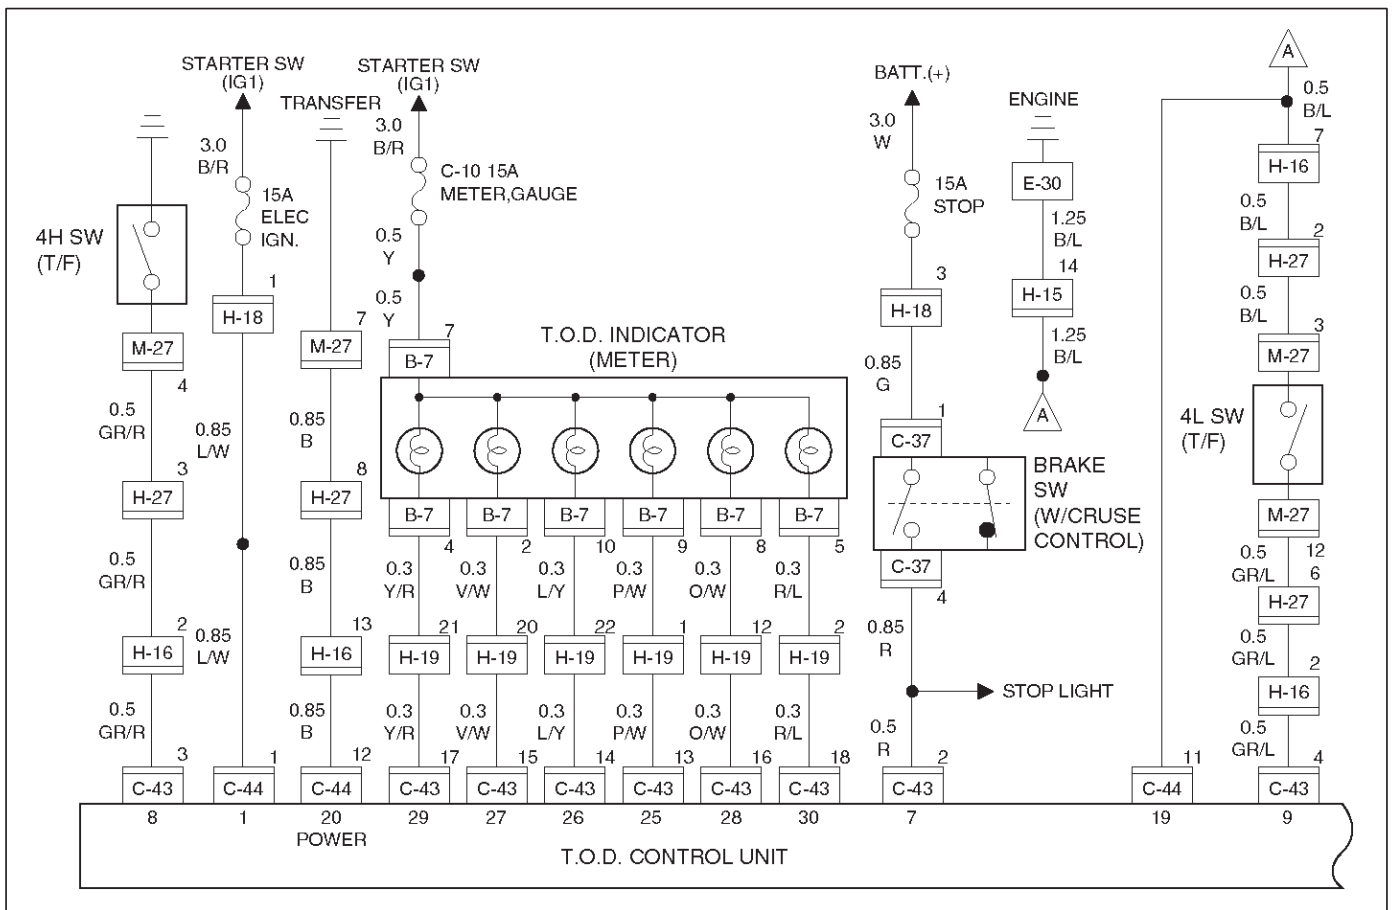 STARTER SW
(IG1)
STARTER SW
(IG1)
BATT.(+)
A
TRANSFER
ENGINE
0.5
B/L
3.0
B/R
3.0
B/R
3.0
W
7
H-16
15A
ELEC
IGN.
C-10 15A
METER,GAUGE
15A
STOP
E-30
0.5
B/L
4H SW
(T/F)
0.5
Y
1.25
B/L
2
H-27
1
H-18
0.5
Y
3
H-18
14
H-15
0.5
B/L
7
M-27
M-27
4
7
B-7
T.O.D. INDICATOR
(METER)
1.25
B/L
3
M-27
0.85
G
A
4L SW
(T/F)
0.5
GR/R
0.85
L/W
0.85
B
1
C-37
BRAKE
SW
(W/CRUSE
CONTROL)
3
H-27
8
H-27
B-7
4
B-7
2
B-7
10
B-7
9
B-7
8
B-7
5
M-27
12
C-37
4
0.5
GR/R
0.85
B
0.3
Y/R
0.3
V/W
0.3
L/Y
0.3
P/W
0.3
O/W
0.3
R/L
0.5
GR/L
6
H-27
2
H-16
0.85
L/W
13
H-16
21
H-19
20
H-19
22
H-19
1
H-19
12
H-19
2
H-19
0.85
R
0.5
GR/L
2
H-16
STOP LIGHT
0.5
GR/R
0.85
B
0.3
Y/R
0.3
V/W
0.3
L/Y
0.3
P/W
0.3
O/W
0.3
R/L
0.5
R
0.5
GR/L
3
C-43
1
C-44
12
C-44
17
C-43
15
C-43
14
C-43
13
C-43
16
C-43
18
C-43
2
C-43
11
C-44
4
C-43
8
1
20
29
27
26
25
28
30
7
19
9
POWER
T.O.D. CONTROL UNIT